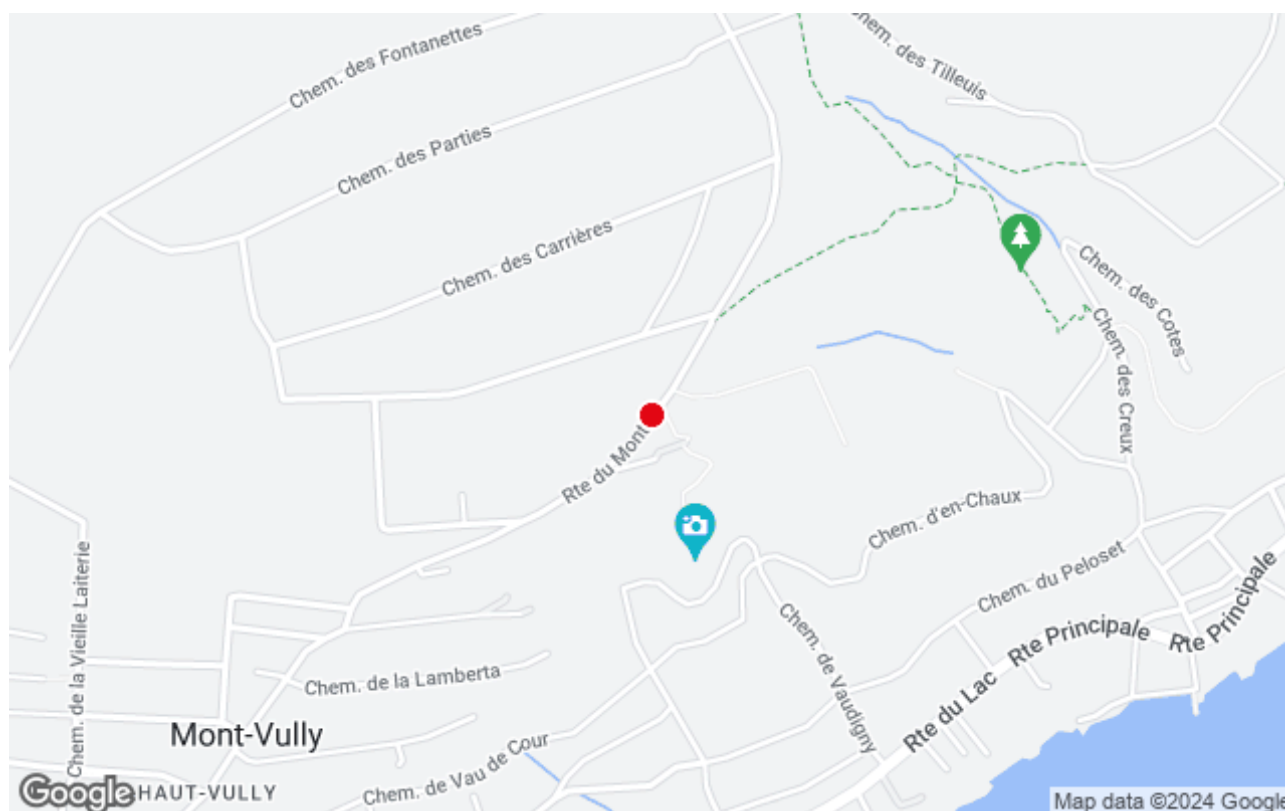 Chem. des Fontanettes
Chem. des Tilleuis
Chem. des Parties
Chem. des Carrières
Chem. des Cotes
Chem. des Creux
Rte du Mont
Chem. d'en-Chaux
Chem. du Peloset
Chem. de la Vieille Laiterie
Chem. de Vaudigny
Rte Principale
Rte Principale
Rte du Lac
Chem. de la Lamberta
Mont-Vully
Chem. de Vau de Cour
Google
HAUT-VULLY
Map data ©2024 Google